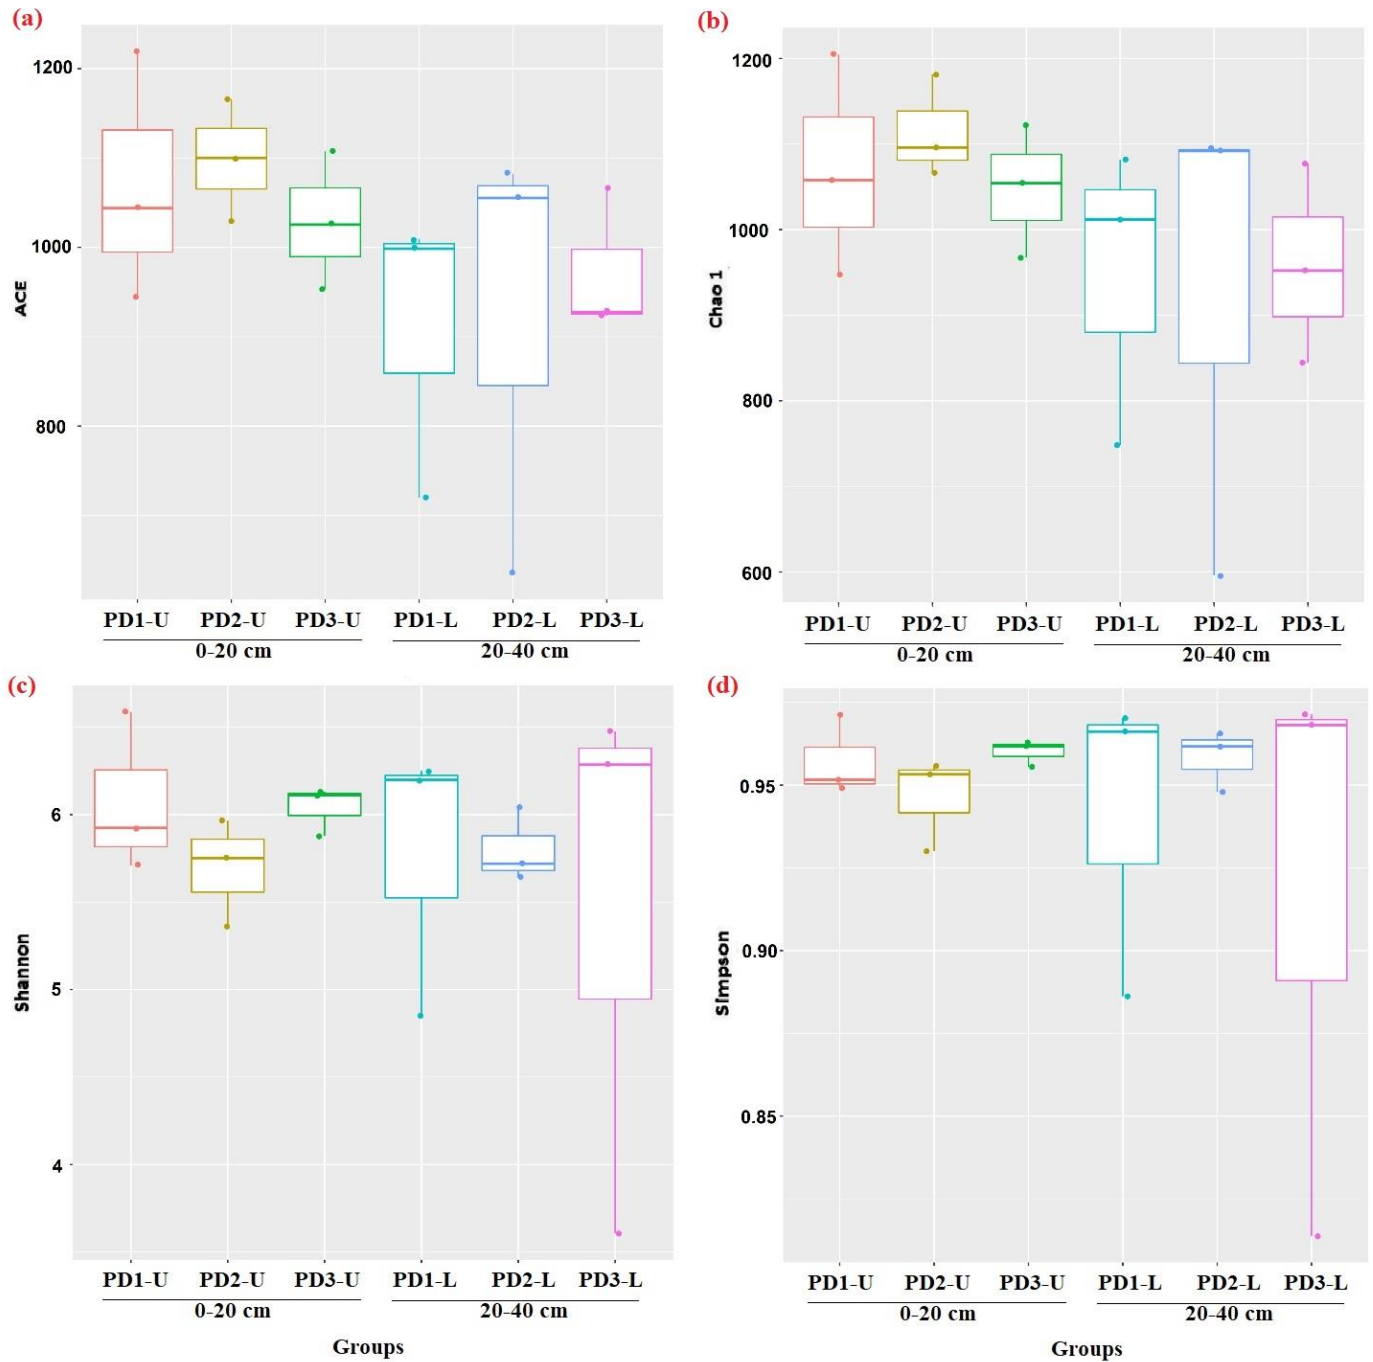 (a)
1200
1000
800
ACE
PD1-U PD2-U PD3-U PD1-L PD2-L PD3-L
0-20 cm 20-40 cm
(b)
1200
1000
800
600
Chao 1
PD1-U PD2-U PD3-U PD1-L PD2-L PD3-L
0-20 cm 20-40 cm
(c)
6
5
4
Shannon
PD1-U PD2-U PD3-U PD1-L PD2-L PD3-L
0-20 cm 20-40 cm
Groups
(d)
0.95
0.90
0.85
Simpson
PD1-U PD2-U PD3-U PD1-L PD2-L PD3-L
0-20 cm 20-40 cm
Groups